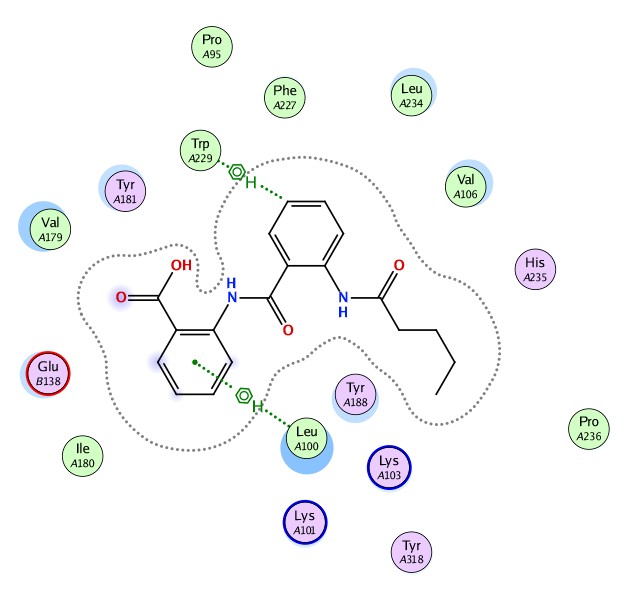 Pro
A95
Phe
A227
Leu
A234
Trp
A229
H
Val
A106
Tyr
A181
Val
A179
His
A235
OH
O
H
N
O
N
H
O
Glu
B138
Tyr
A188
H
Leu
A100
Pro
A236
Ile
A180
Lys
A103
Lys
A101
Tyr
A318